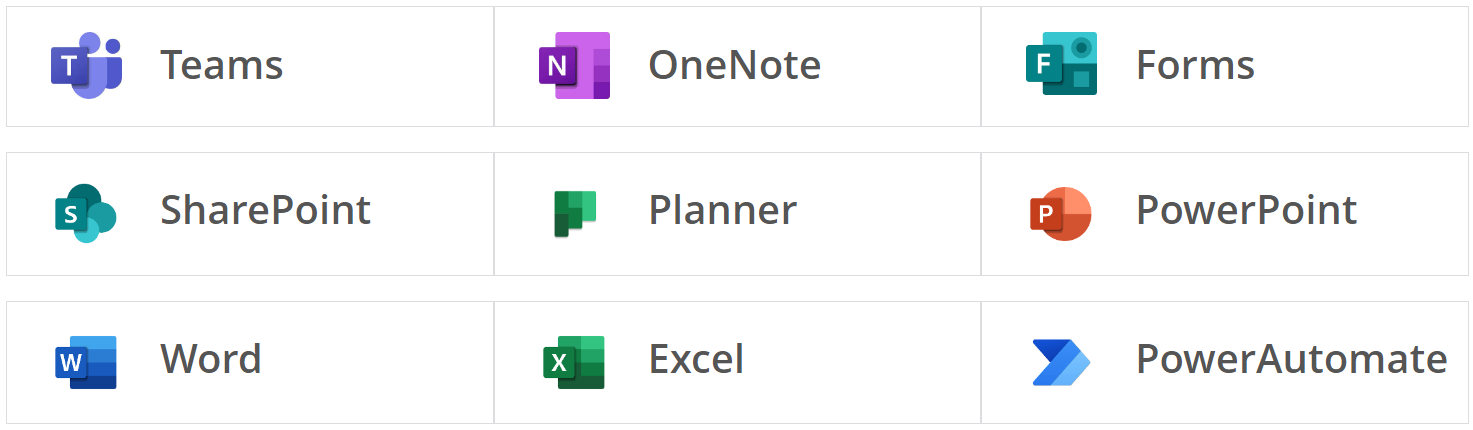 T Teams N OneNote F Forms
S SharePoint Planner P PowerPoint
W Word X Excel PowerAutomate